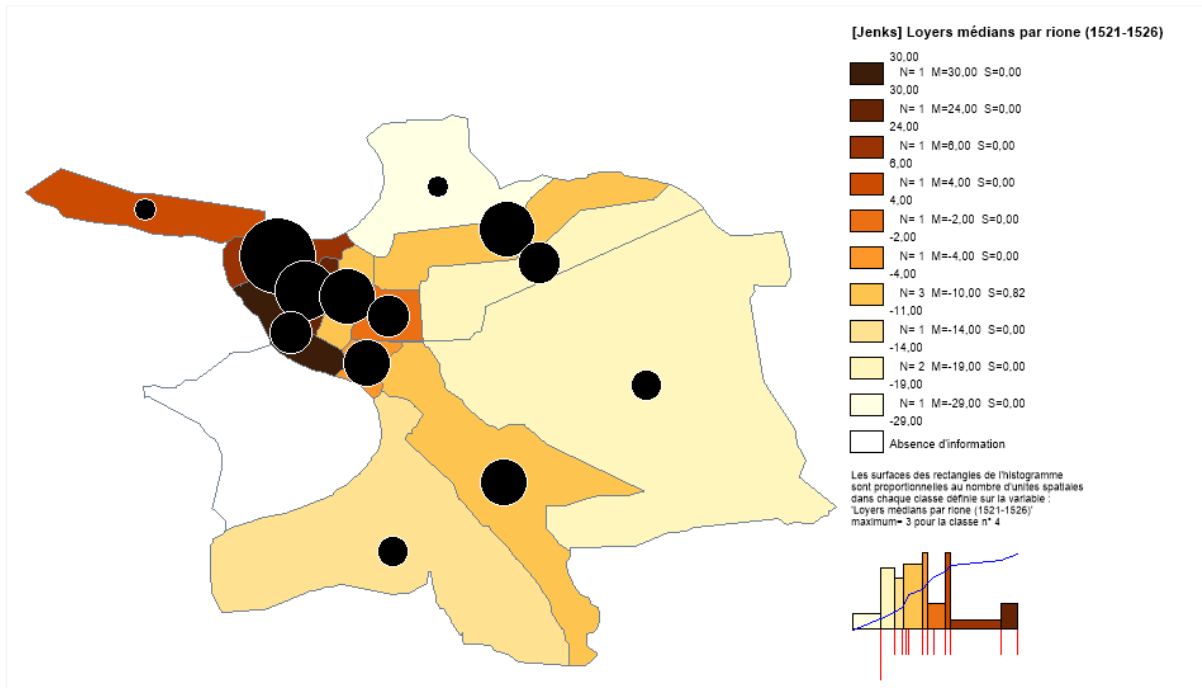 [Jenks] Loyers médians par rione (1521-1526)
30,00
N= 1 M=30,00 S=0,00
30,00
N= 1 M=24,00 S=0,00
24,00
N= 1 M=6,00 S=0,00
6,00
N= 1 M=4,00 S=0,00
4,00
N= 1 M=-2,00 S=0,00
-2,00
N= 1 M=-4,00 S=0,00
-4,00
N= 3 M=-10,00 S=0,82
-11,00
N= 1 M=-14,00 S=0,00
-14,00
N= 2 M=-19,00 S=0,00
-19,00
N= 1 M=-29,00 S=0,00
-29,00
Absence d'information
Les surfaces des rectangles de l'histogramme
sont proportionnelles au nombre d'unites spatiales
dans chaque classe définie sur la variable :
'Loyers médians par rione (1521-1526)'
maximum= 3 pour la classe n° 4